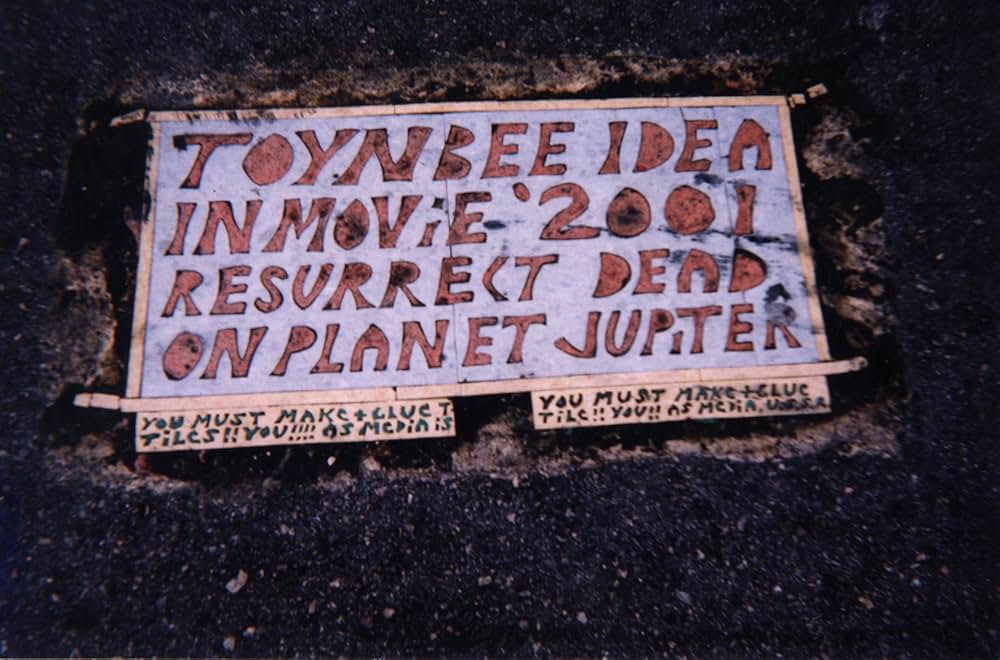 TOYNBEE IDEA
IN MOViE '2001
RESURRECT DEAD
ON PLANET JUPiTER
YOU MUST MAKE + GLUE
TILES!! YOU!!!! AS MEDiA iS
YOU MUST MAKE + GLUE
TILE!! YOU!! AS MEDiA U.S.S.R